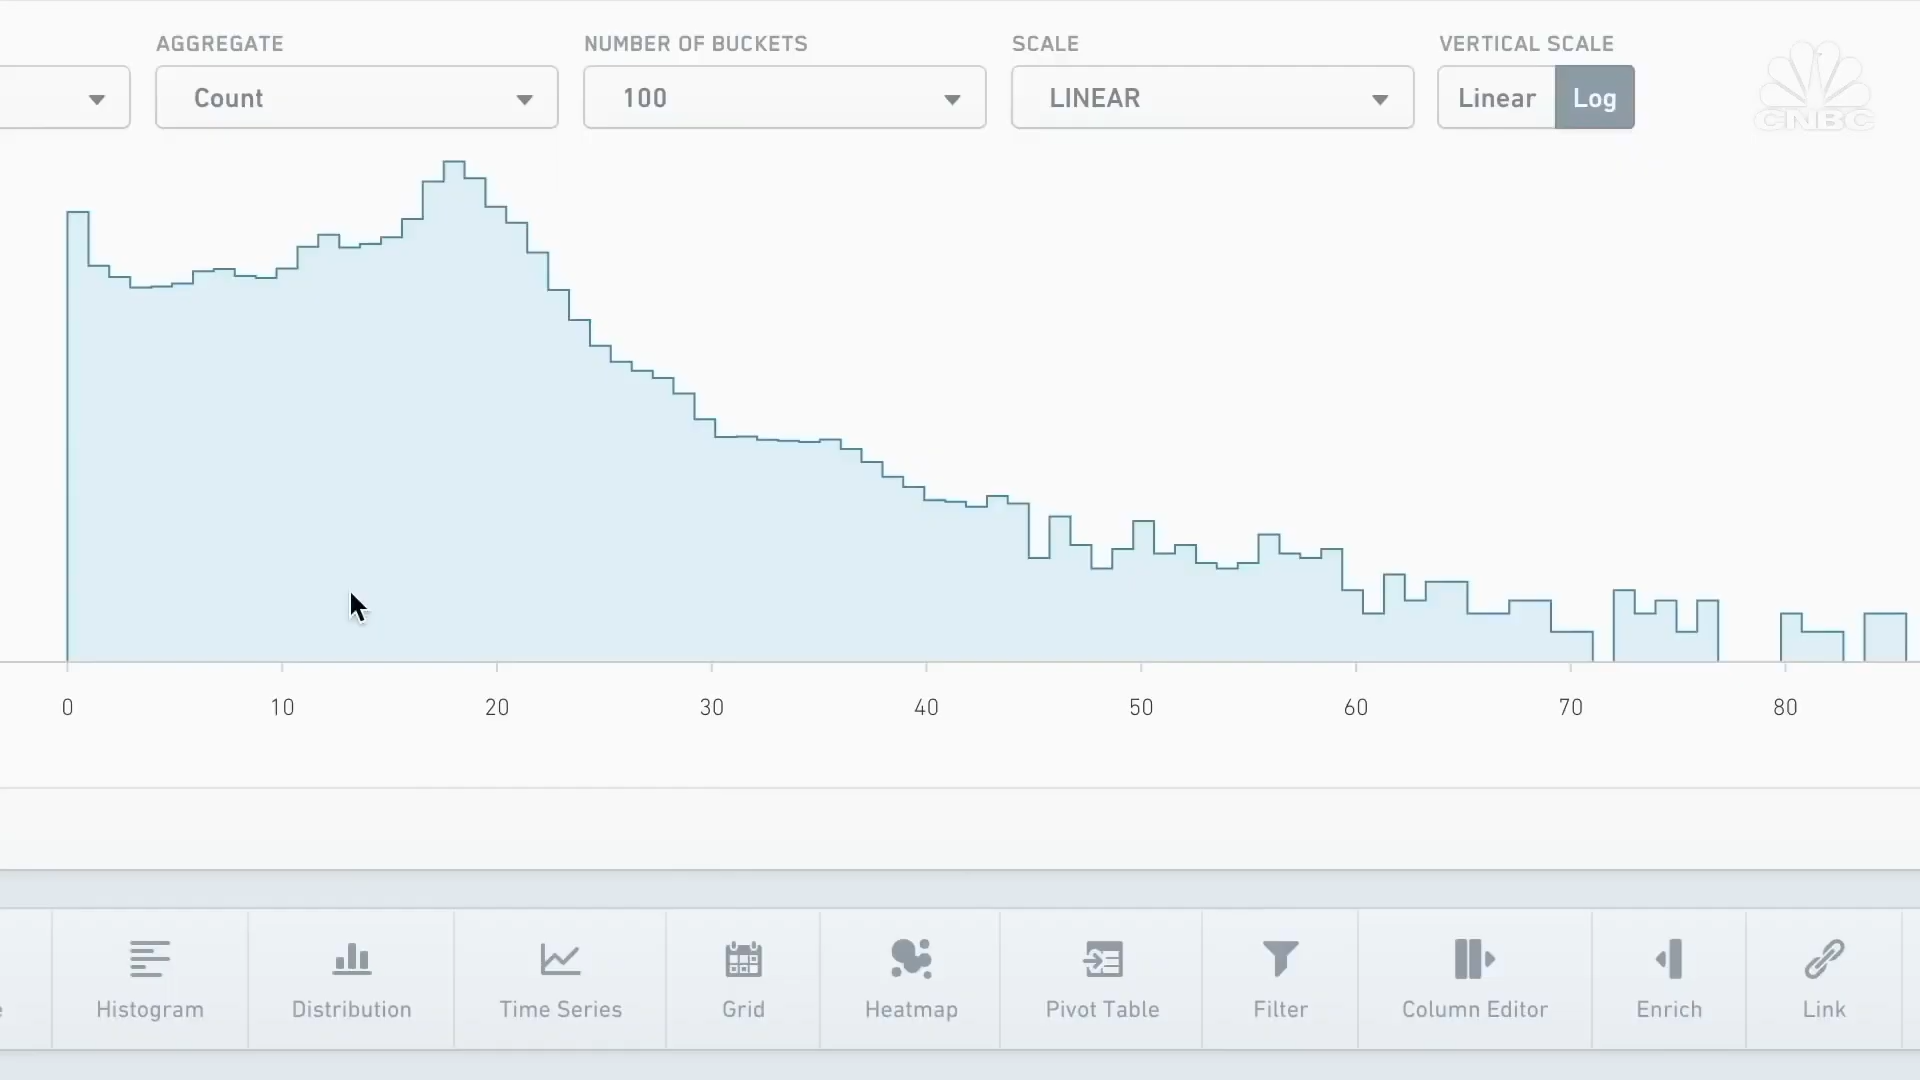 AGGREGATE
NUMBER OF BUCKETS
SCALE
VERTICAL SCALE
Count
100
LINEAR
Linear
Log
CNBC
0 10 20 30 40 50 60 70 80
Histogram
Distribution
Time Series
Grid
Heatmap
Pivot Table
Filter
Column Editor
Enrich
Link